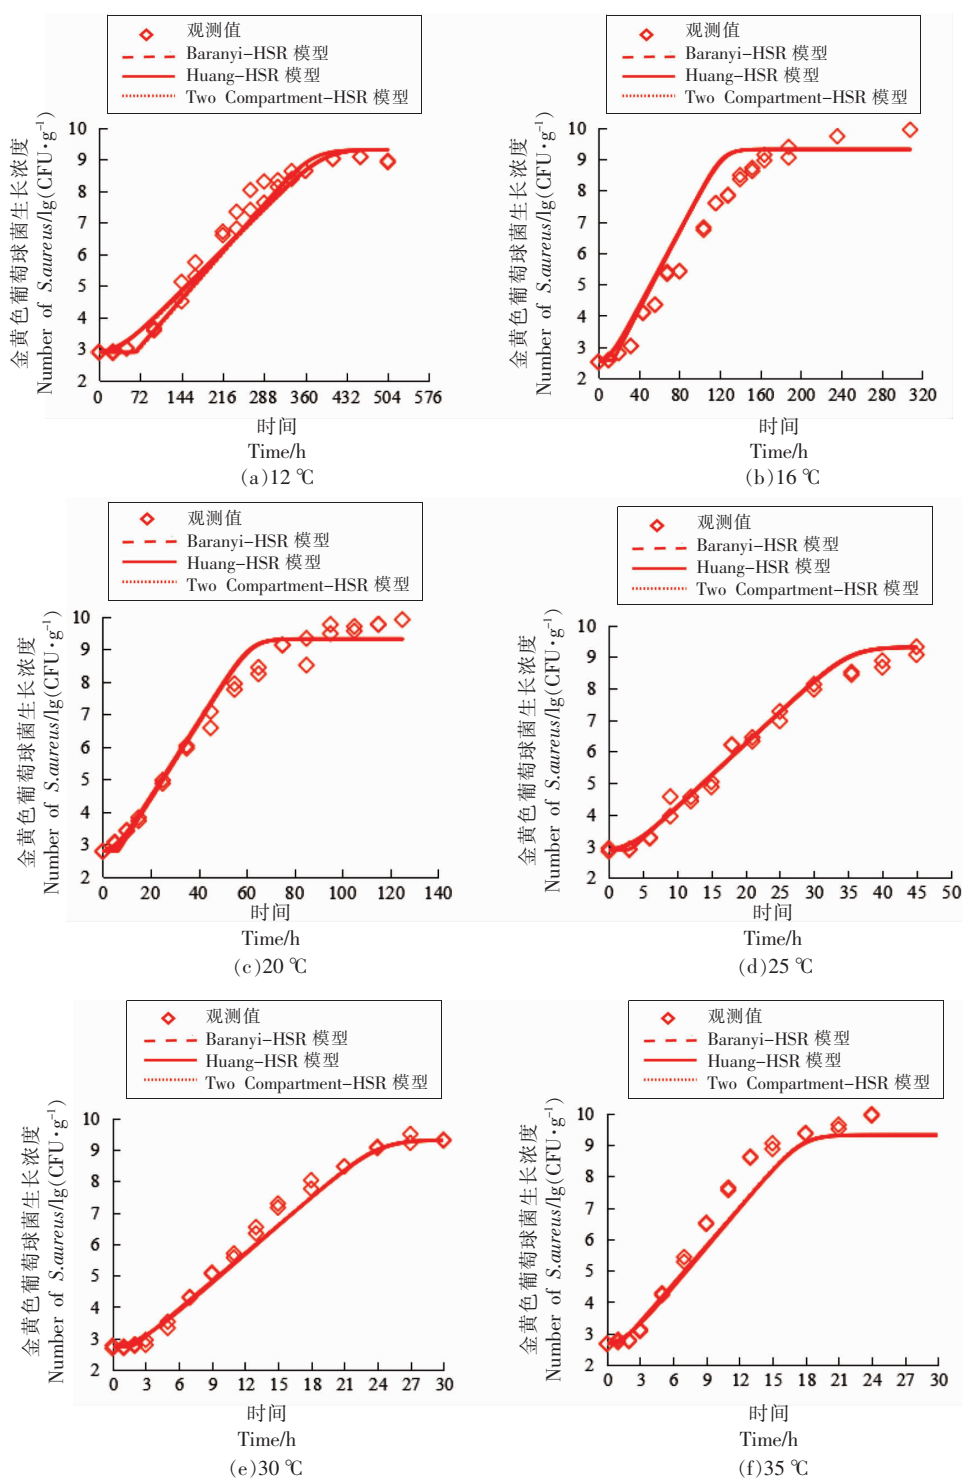 观测值
Baranyi-HSR 模型
Huang-HSR 模型
Two Compartment-HSR 模型
金黄色葡萄球菌生长浓度
Number of S.aureus/lg(CFU·g⁻¹)
10
9
8
7
6
5
4
3
2
0 72 144 216 288 360 432 504 576
时间
Time/h
(a)12 ℃
观测值
Baranyi-HSR 模型
Huang-HSR 模型
Two Compartment-HSR 模型
金黄色葡萄球菌生长浓度
Number of S.aureus/lg(CFU·g⁻¹)
10
9
8
7
6
5
4
3
2
0 40 80 120 160 200 240 280 320
时间
Time/h
(b)16 ℃
观测值
Baranyi-HSR 模型
Huang-HSR 模型
Two Compartment-HSR 模型
金黄色葡萄球菌生长浓度
Number of S.aureus/lg(CFU·g⁻¹)
10
9
8
7
6
5
4
3
2
0 20 40 60 80 100 120 140
时间
Time/h
(c)20 ℃
观测值
Baranyi-HSR 模型
Huang-HSR 模型
Two Compartment-HSR 模型
金黄色葡萄球菌生长浓度
Number of S.aureus/lg(CFU·g⁻¹)
10
9
8
7
6
5
4
3
2
0 5 10 15 20 25 30 35 40 45 50
时间
Time/h
(d)25 ℃
观测值
Baranyi-HSR 模型
Huang-HSR 模型
Two Compartment-HSR 模型
金黄色葡萄球菌生长浓度
Number of S.aureus/lg(CFU·g⁻¹)
10
9
8
7
6
5
4
3
2
0 3 6 9 12 15 18 21 24 27 30
时间
Time/h
(e)30 ℃
观测值
Baranyi-HSR 模型
Huang-HSR 模型
Two Compartment-HSR 模型
金黄色葡萄球菌生长浓度
Number of S.aureus/lg(CFU·g⁻¹)
10
9
8
7
6
5
4
3
2
0 3 6 9 12 15 18 21 24 27 30
时间
Time/h
(f)35 ℃